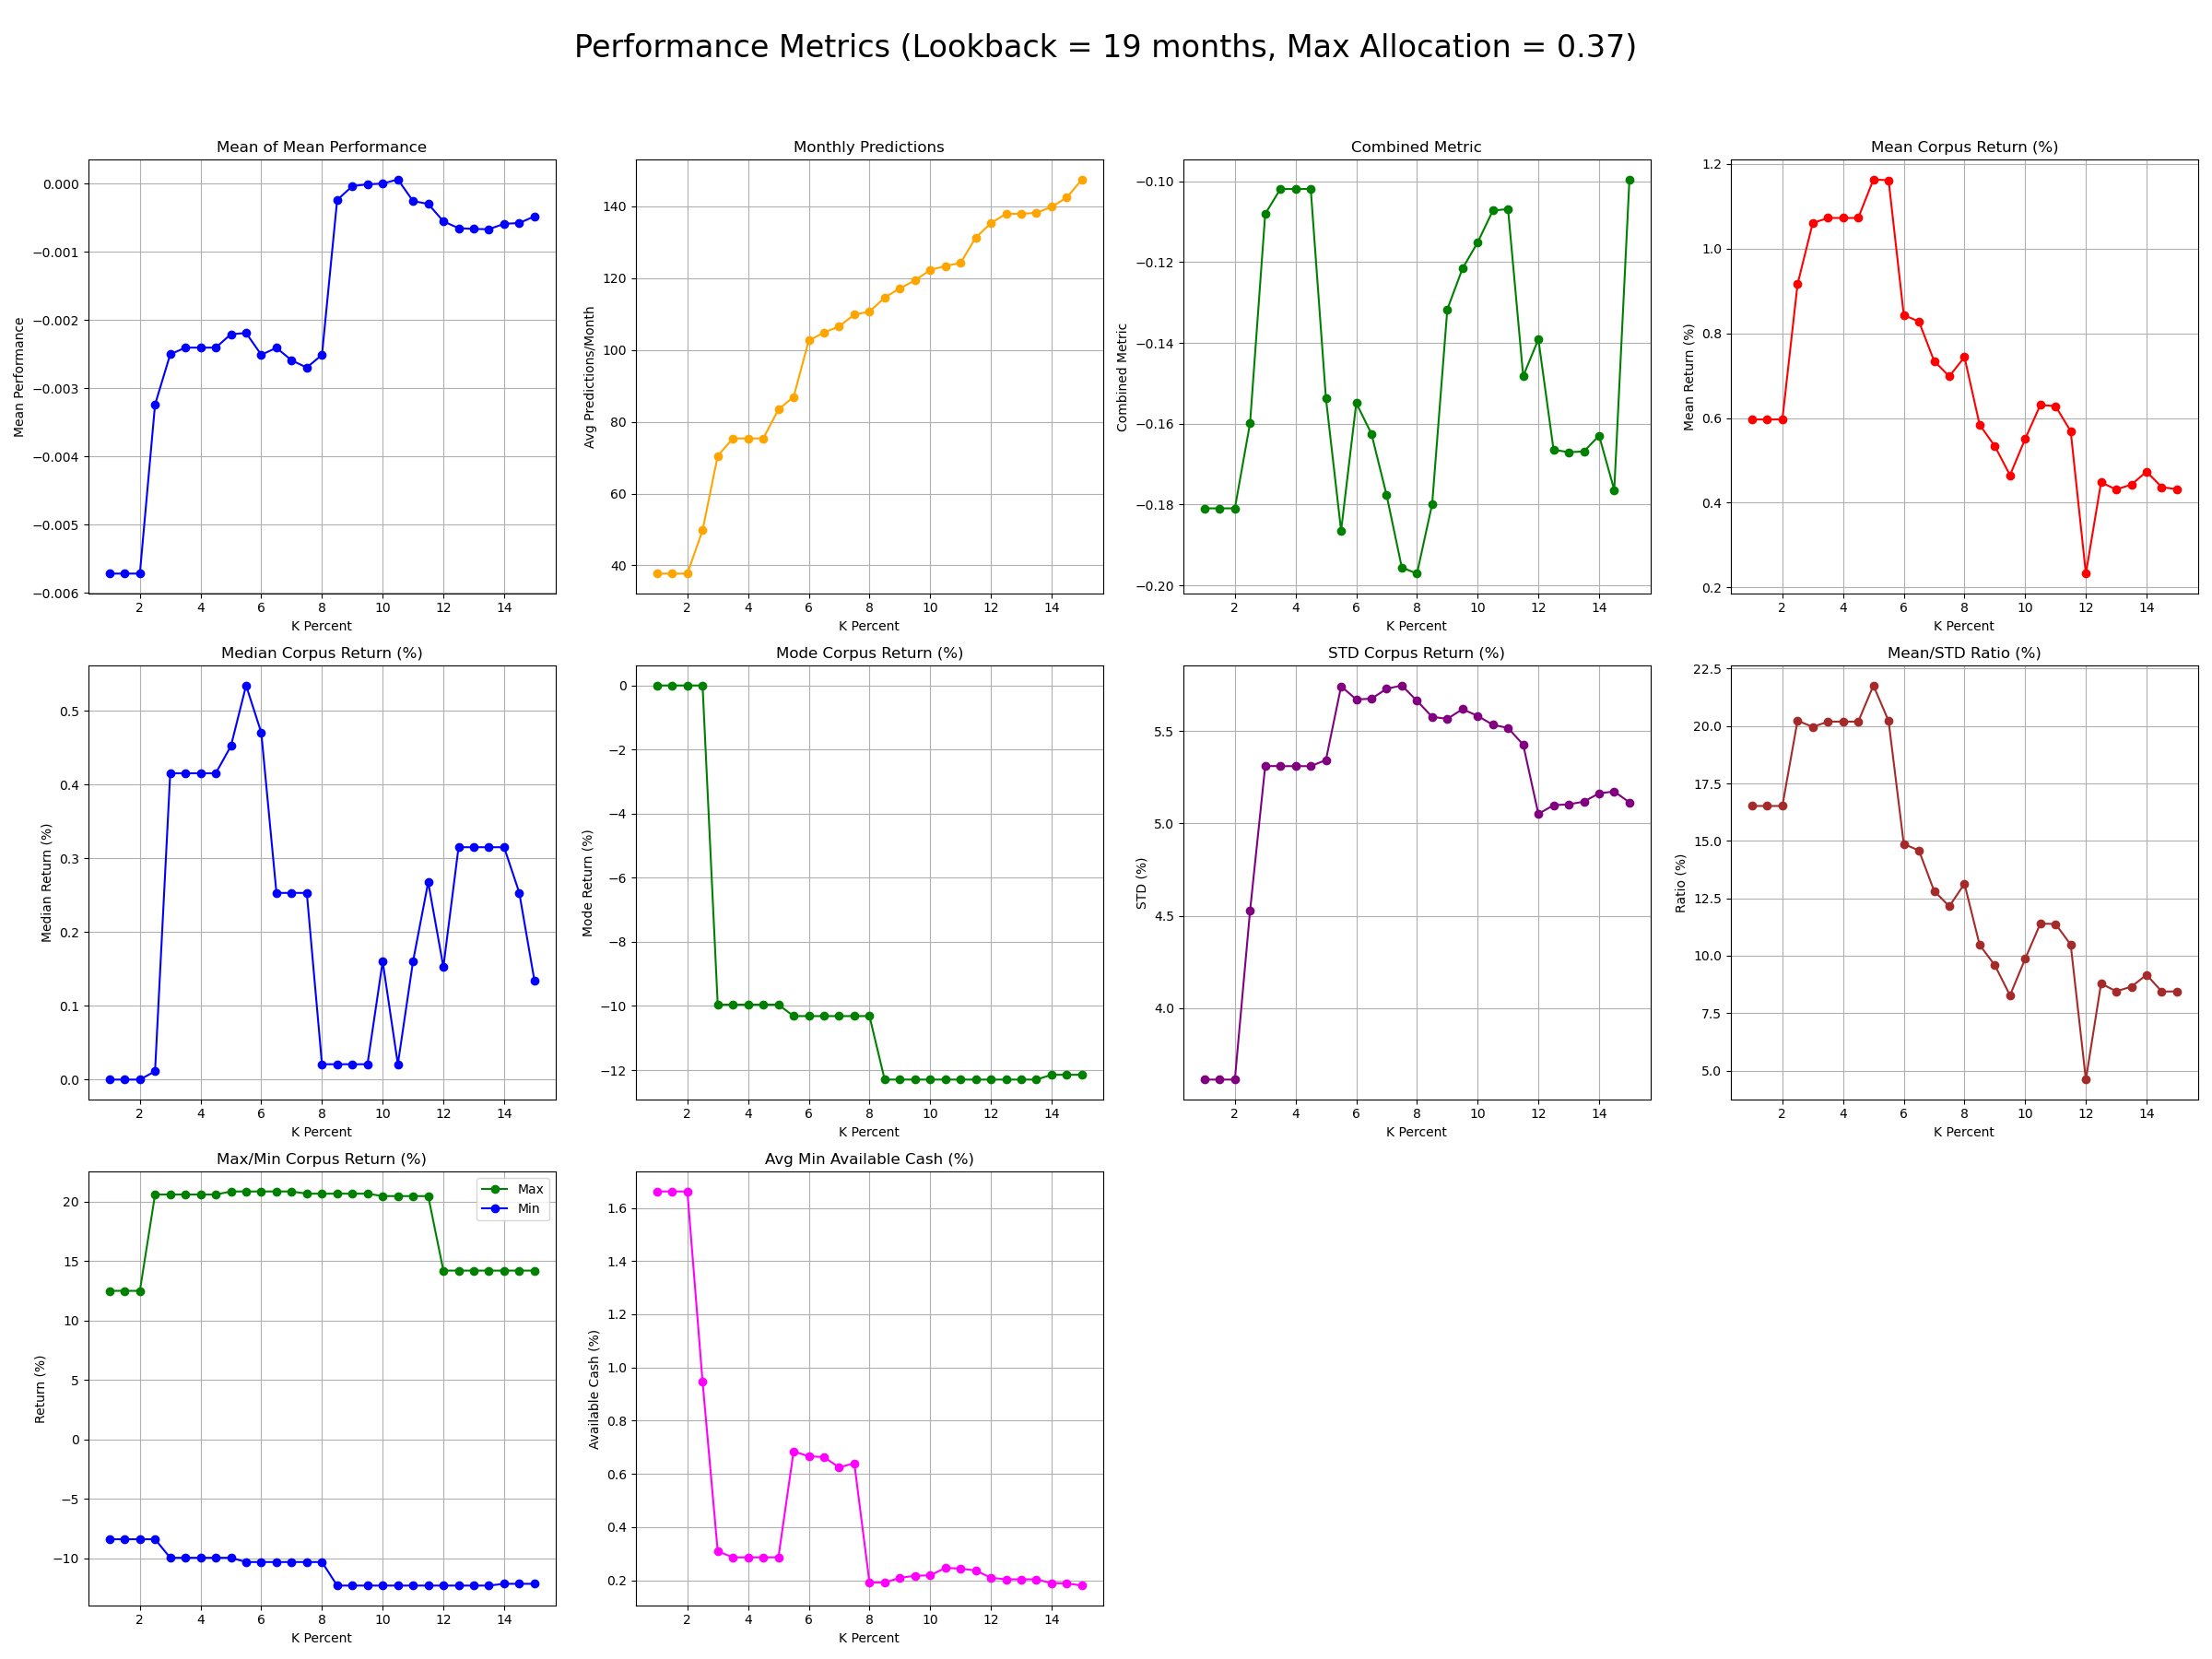 Performance Metrics (Lookback = 19 months, Max Allocation = 0.37)
Mean of Mean Performance
Mean Performance
0.000
−0.001
−0.002
−0.003
−0.004
−0.005
−0.006
2 4 6 8 10 12 14
K Percent
Monthly Predictions
Avg Predictions/Month
140
120
100
80
60
40
2 4 6 8 10 12 14
K Percent
Combined Metric
Combined Metric
−0.10
−0.12
−0.14
−0.16
−0.18
−0.20
2 4 6 8 10 12 14
K Percent
Mean Corpus Return (%)
Mean Return (%)
1.2
1.0
0.8
0.6
0.4
0.2
2 4 6 8 10 12 14
K Percent
Median Corpus Return (%)
Median Return (%)
0.5
0.4
0.3
0.2
0.1
0.0
2 4 6 8 10 12 14
K Percent
Mode Corpus Return (%)
Mode Return (%)
0
−2
−4
−6
−8
−10
−12
2 4 6 8 10 12 14
K Percent
STD Corpus Return (%)
STD (%)
5.5
5.0
4.5
4.0
2 4 6 8 10 12 14
K Percent
Mean/STD Ratio (%)
Ratio (%)
22.5
20.0
17.5
15.0
12.5
10.0
7.5
5.0
2 4 6 8 10 12 14
K Percent
Max/Min Corpus Return (%)
Return (%)
20
15
10
5
0
−5
−10
Max
Min
2 4 6 8 10 12 14
K Percent
Avg Min Available Cash (%)
Available Cash (%)
1.6
1.4
1.2
1.0
0.8
0.6
0.4
0.2
2 4 6 8 10 12 14
K Percent